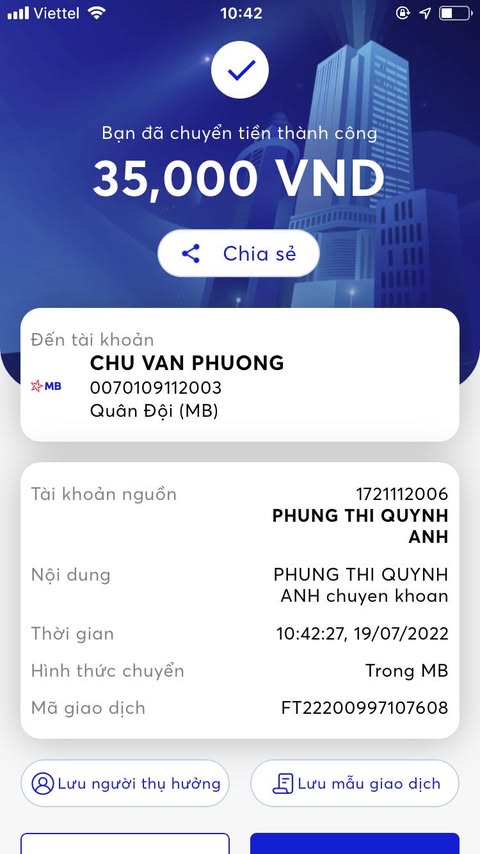 Viettel 10:42
Bạn đã chuyển tiền thành công
35,000 VND
Chia sẻ
Đến tài khoản
CHU VAN PHUONG
MB 0070109112003
Quân Đội (MB)
Tài khoản nguồn 1721112006
PHUNG THI QUYNH
ANH
Nội dung PHUNG THI QUYNH
ANH chuyen khoan
Thời gian 10:42:27, 19/07/2022
Hình thức chuyển Trong MB
Mã giao dịch FT22200997107608
Lưu người thụ hưởng Lưu mẫu giao dịch